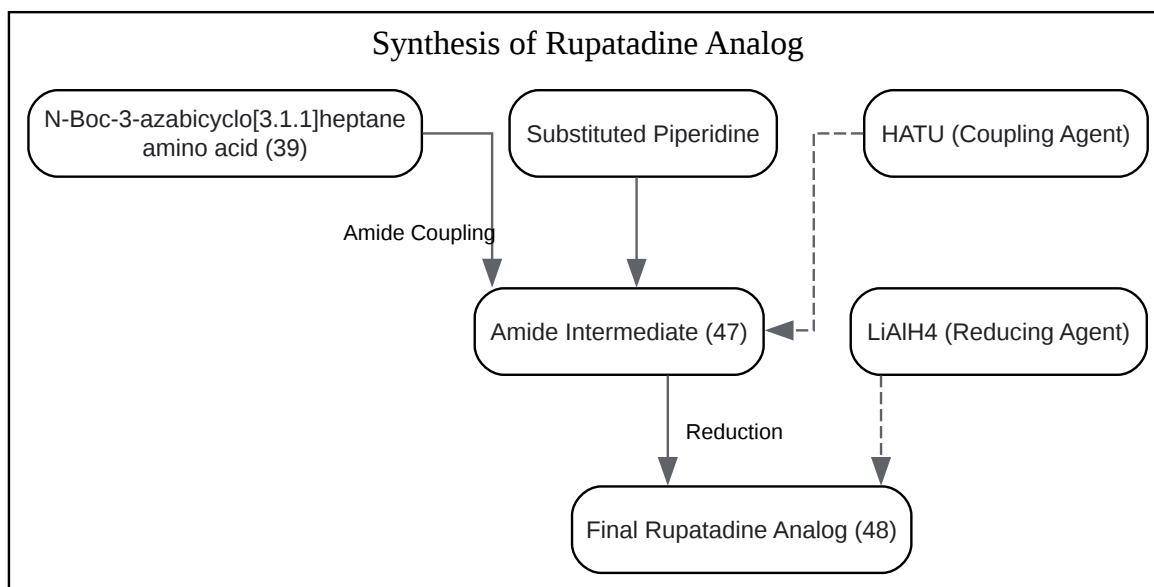 Synthesis of Rupatadine Analog
N-Boc-3-azabicyclo[3.1.1]heptane
amino acid (39)
Substituted Piperidine
HATU (Coupling Agent)
Amide Coupling
Amide Intermediate (47)
LiAlH4 (Reducing Agent)
Reduction
Final Rupatadine Analog (48)